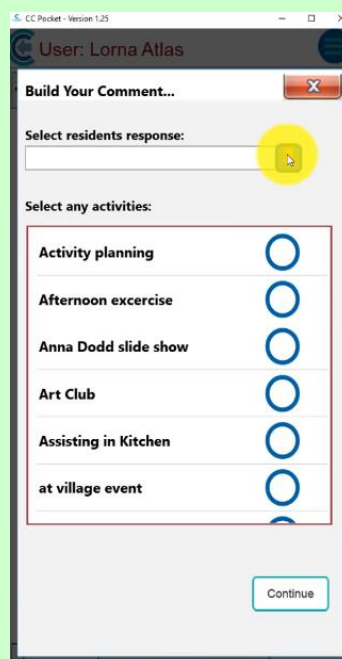 CC Pocket - Version 1.25
User: Lorna Atlas
Build Your Comment...
X
Select residents response:
Select any activities:
Activity planning
Afternoon excercise
Anna Dodd slide show
Art Club
Assisting in Kitchen
at village event
Continue